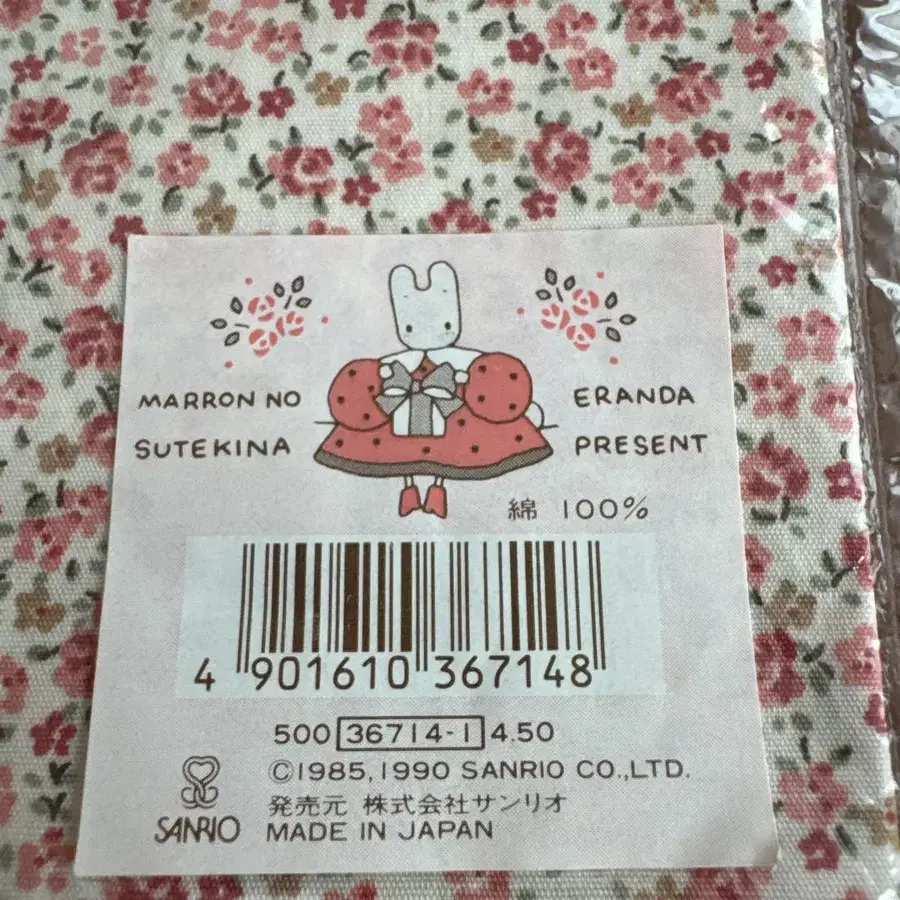 MARRON NO
SUTEKINA
ERANDA
PRESENT
綿 100%
4 901610 367148
500 36714-1 4.50
©1985,1990 SANRIO CO.,LTD.
発売元 株式会社サンリオ
SANRIO
MADE IN JAPAN